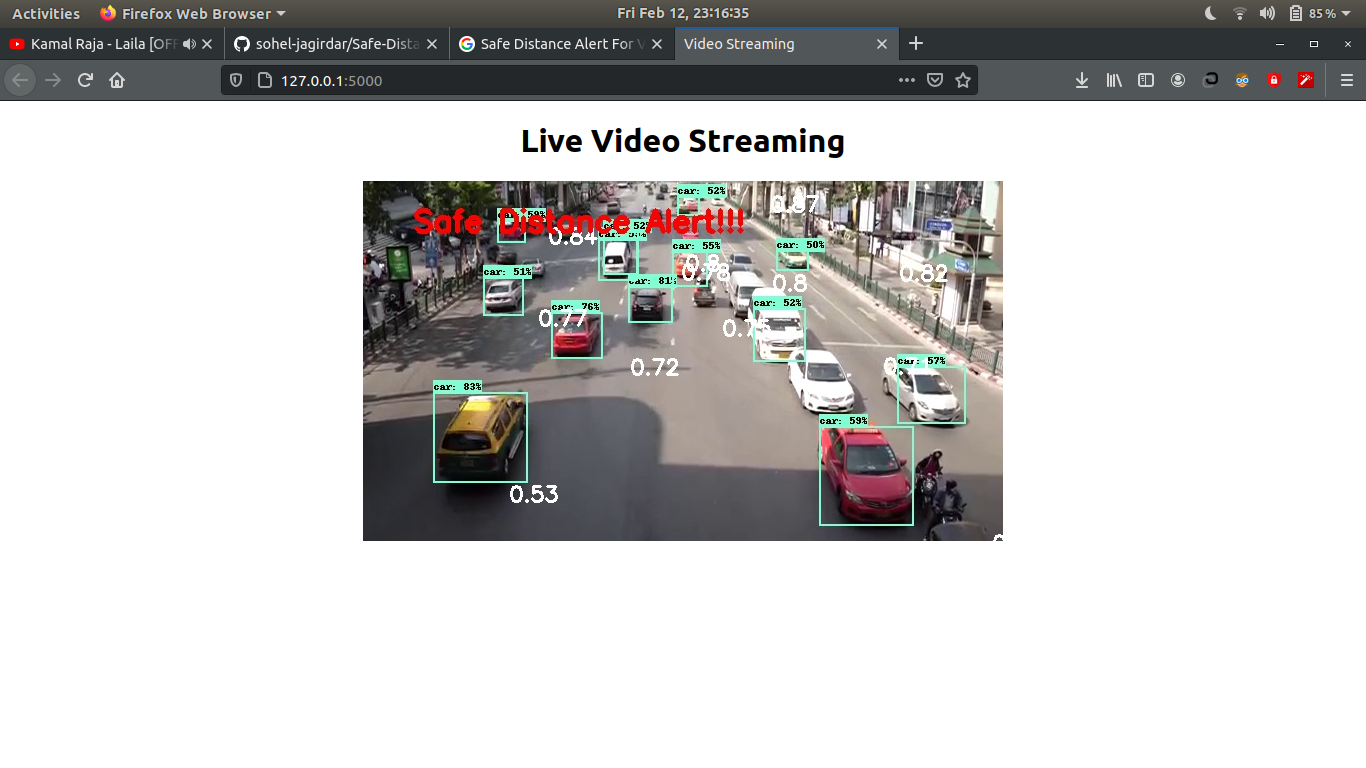 Activities Firefox Web Browser Fri Feb 12, 23:16:35 85%
Kamal Raja - Laila [OFF sohel-jagirdar/Safe-Dista Safe Distance Alert For V Video Streaming
127.0.0.1:5000
Live Video Streaming
car: 52%
0.87
Safe Distance Alert!!!
car: 59%
0.84
car: 55% car: 50%
0.8
0.78
car: 51%
0.82
car: 81%
0.8
car: 76% car: 52%
0.77
0.75
0.72
car: 57%
car: 83%
car: 59%
0.53